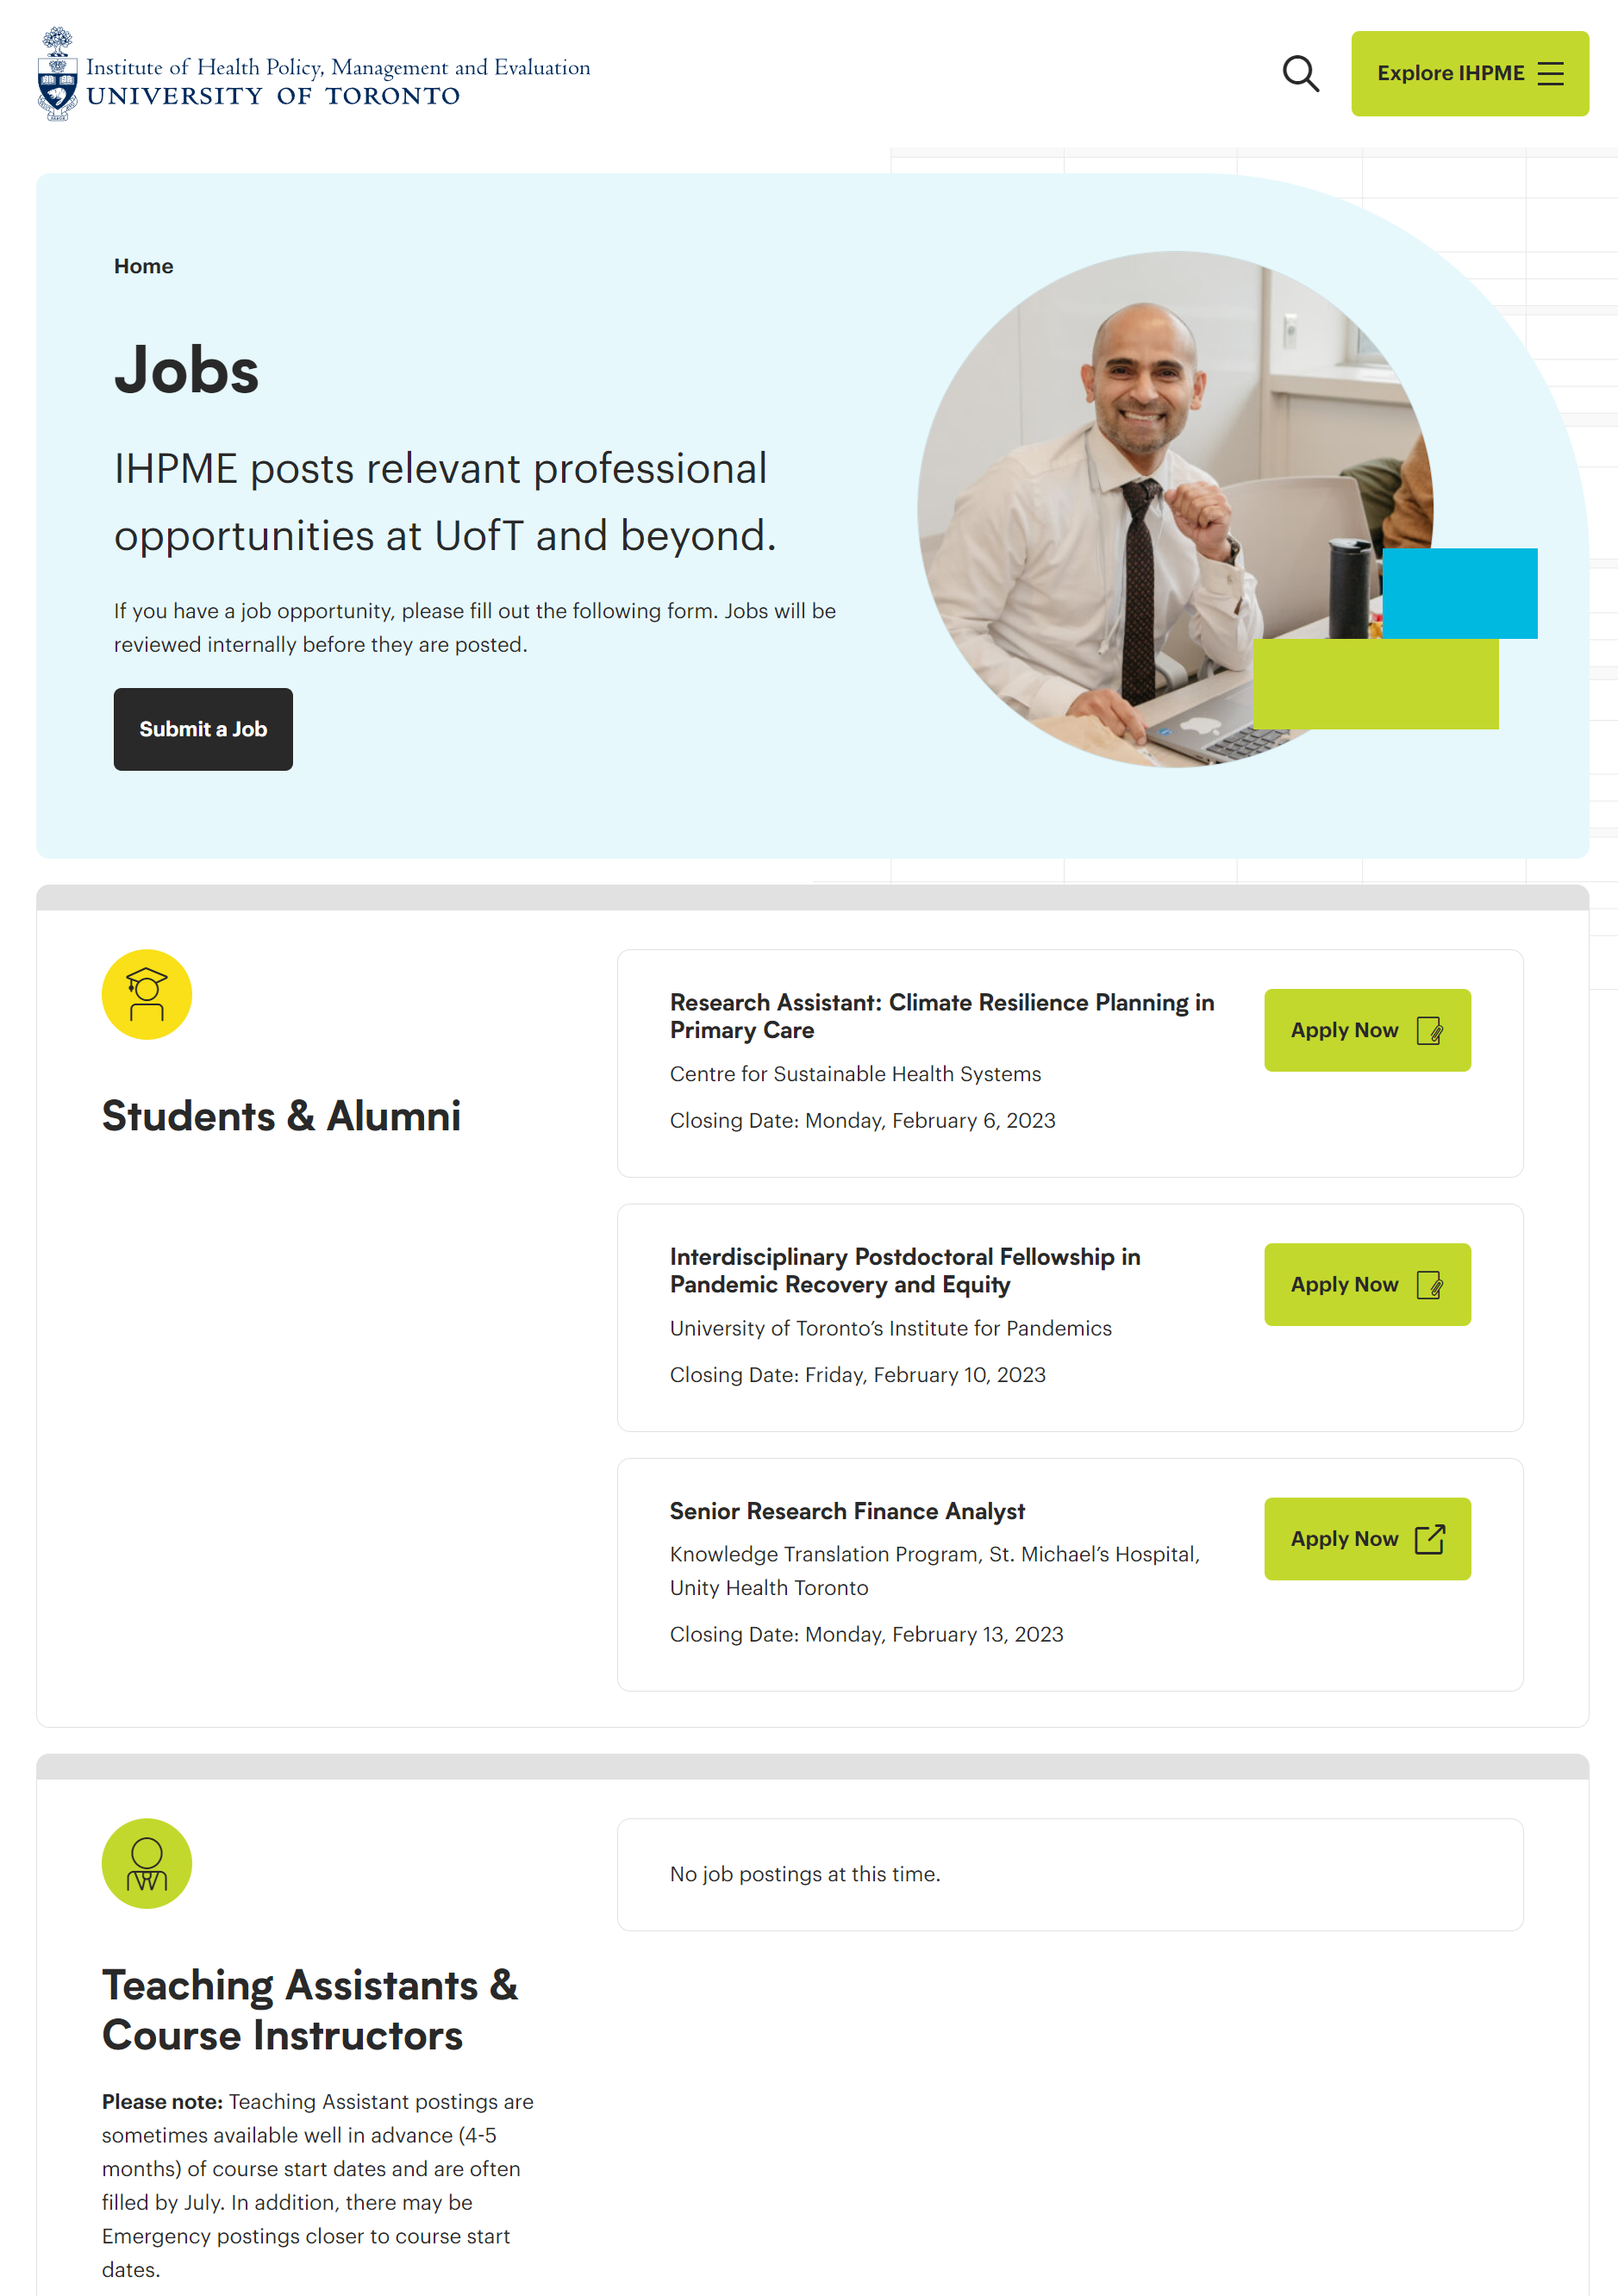 Institute of Health Policy, Management and Evaluation
UNIVERSITY OF TORONTO
Explore IHPME
Home
Jobs
IHPME posts relevant professional
opportunities at UofT and beyond.
If you have a job opportunity, please fill out the following form. Jobs will be
reviewed internally before they are posted.
Submit a Job
Students & Alumni
Research Assistant: Climate Resilience Planning in
Primary Care
Centre for Sustainable Health Systems
Closing Date: Monday, February 6, 2023
Apply Now
Interdisciplinary Postdoctoral Fellowship in
Pandemic Recovery and Equity
University of Toronto’s Institute for Pandemics
Closing Date: Friday, February 10, 2023
Apply Now
Senior Research Finance Analyst
Knowledge Translation Program, St. Michael’s Hospital,
Unity Health Toronto
Closing Date: Monday, February 13, 2023
Apply Now
Teaching Assistants &
Course Instructors
Please note: Teaching Assistant postings are
sometimes available well in advance (4-5
months) of course start dates and are often
filled by July. In addition, there may be
Emergency postings closer to course start
dates.
No job postings at this time.